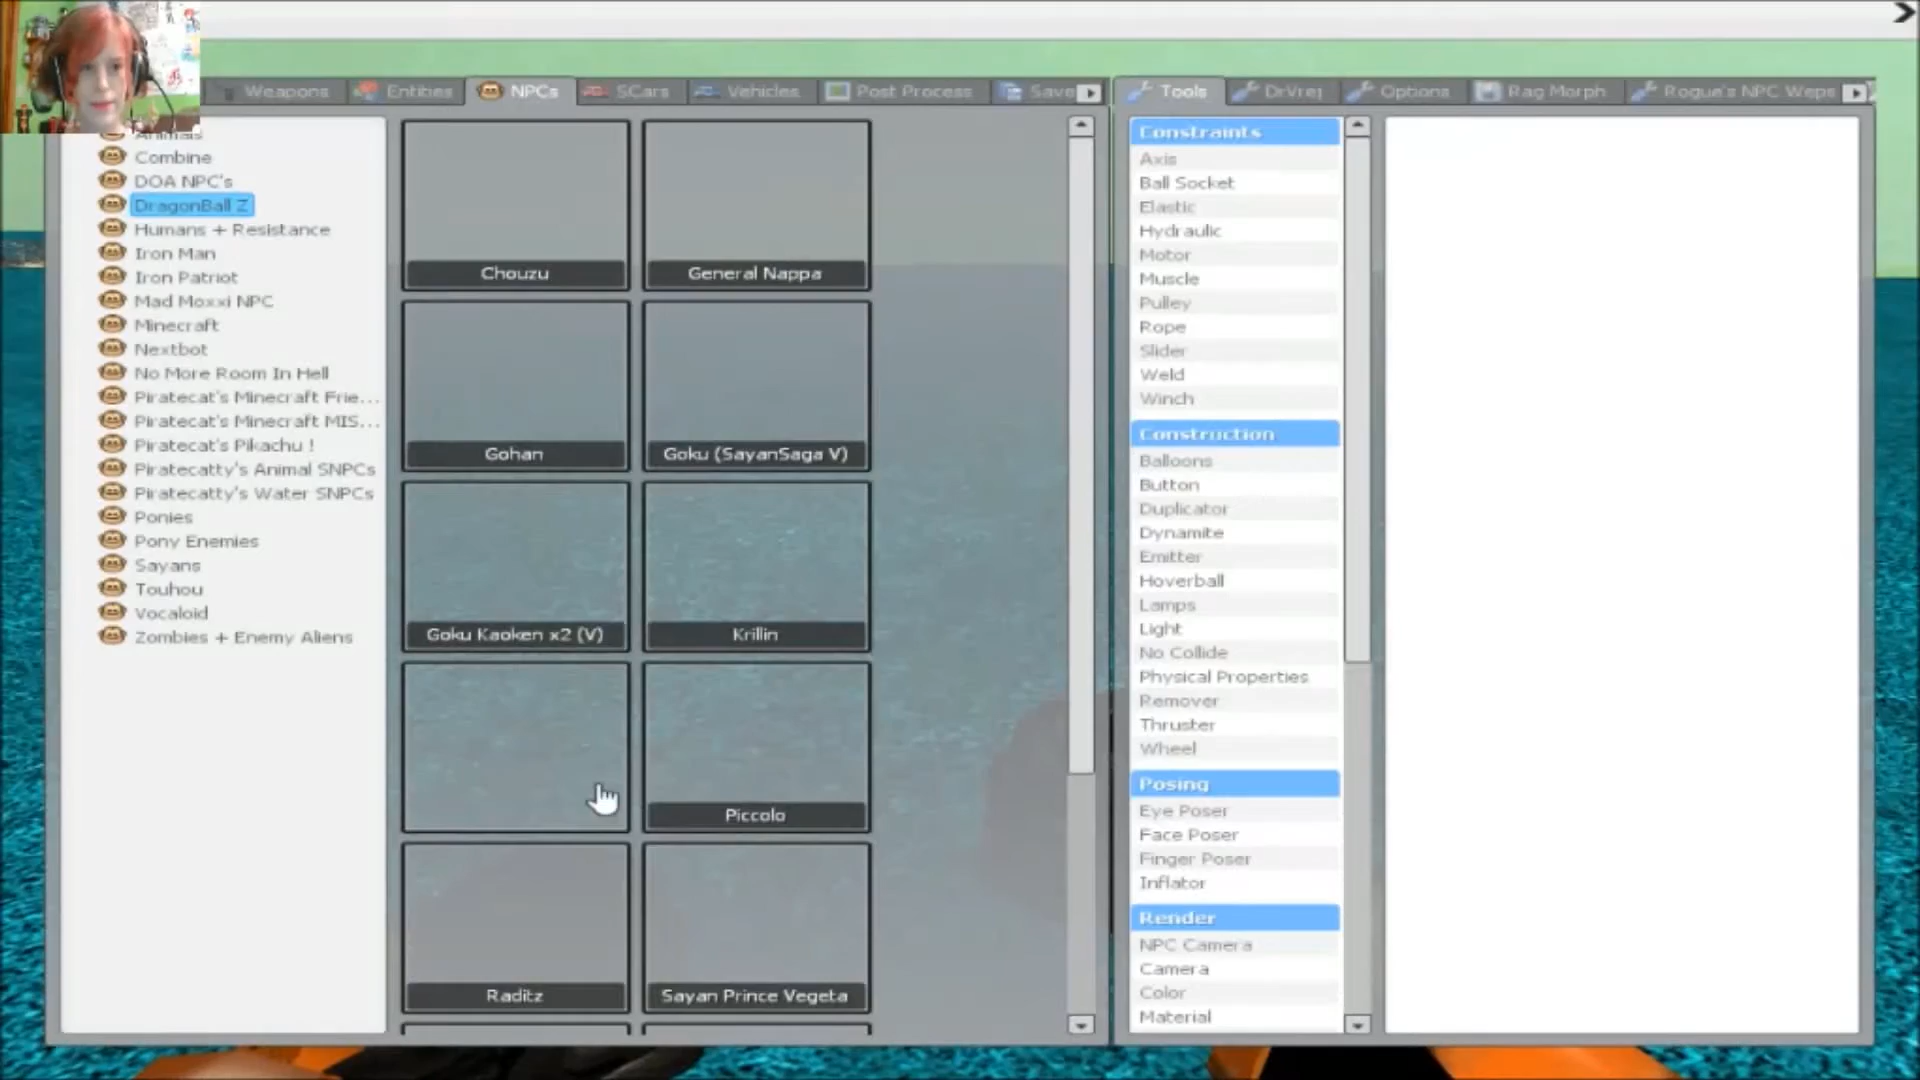 Weapons Entities NPCs SCars Vehicles Post Process Save
Tools DrVrej Options Rag Morph Rogue's NPC Weps
Animals
Combine
DOA NPC's
DragonBall Z
Humans + Resistance
Iron Man
Iron Patriot
Mad Moxxi NPC
Minecraft
Nextbot
No More Room In Hell
Piratecat's Minecraft Frie...
Piratecat's Minecraft MIS...
Piratecat's Pikachu !
Piratecatty's Animal SNPCs
Piratecatty's Water SNPCs
Ponies
Pony Enemies
Sayans
Touhou
Vocaloid
Zombies + Enemy Aliens
Chouzu
General Nappa
Gohan
Goku (SayanSaga V)
Goku Kaoken x2 (V)
Krillin
Piccolo
Raditz
Sayan Prince Vegeta
Constraints
Axis
Ball Socket
Elastic
Hydraulic
Motor
Muscle
Pulley
Rope
Slider
Weld
Winch
Construction
Balloons
Button
Duplicator
Dynamite
Emitter
Hoverball
Lamps
Light
No Collide
Physical Properties
Remover
Thruster
Wheel
Posing
Eye Poser
Face Poser
Finger Poser
Inflator
Render
NPC Camera
Camera
Color
Material